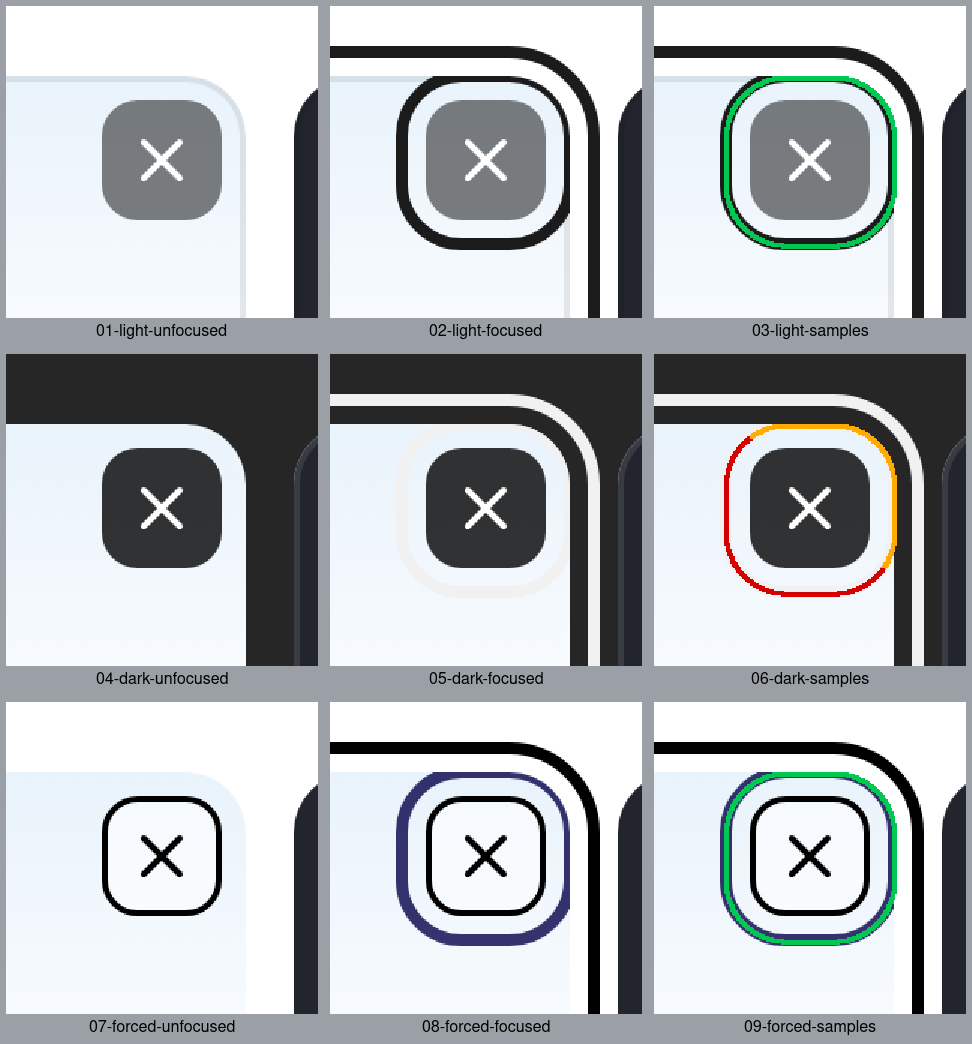 01-light-unfocused
02-light-focused
03-light-samples
04-dark-unfocused
05-dark-focused
06-dark-samples
07-forced-unfocused
08-forced-focused
09-forced-samples